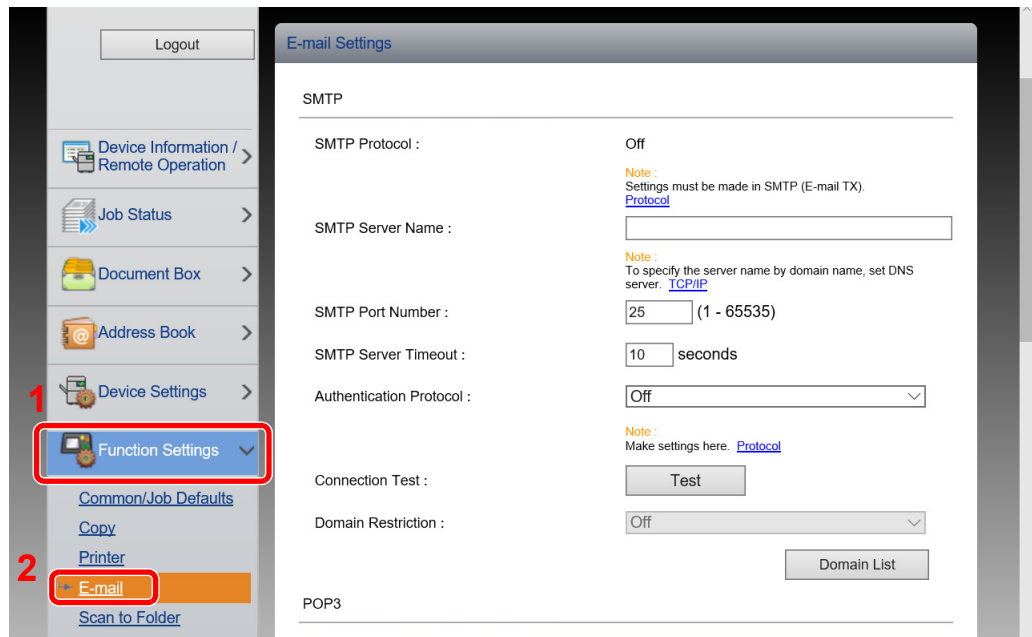 Logout
Device Information /
Remote Operation
Job Status
Document Box
Address Book
1
Device Settings
Function Settings
Common/Job Defaults
Copy
Printer
2
E-mail
Scan to Folder
E-mail Settings
SMTP
SMTP Protocol :
Off
Note :
Settings must be made in SMTP (E-mail TX).
Protocol
SMTP Server Name :
Note :
To specify the server name by domain name, set DNS
server. TCP/IP
SMTP Port Number :
25 (1 - 65535)
SMTP Server Timeout :
10 seconds
Authentication Protocol :
Off
Note :
Make settings here. Protocol
Connection Test :
Test
Domain Restriction :
Off
Domain List
POP3